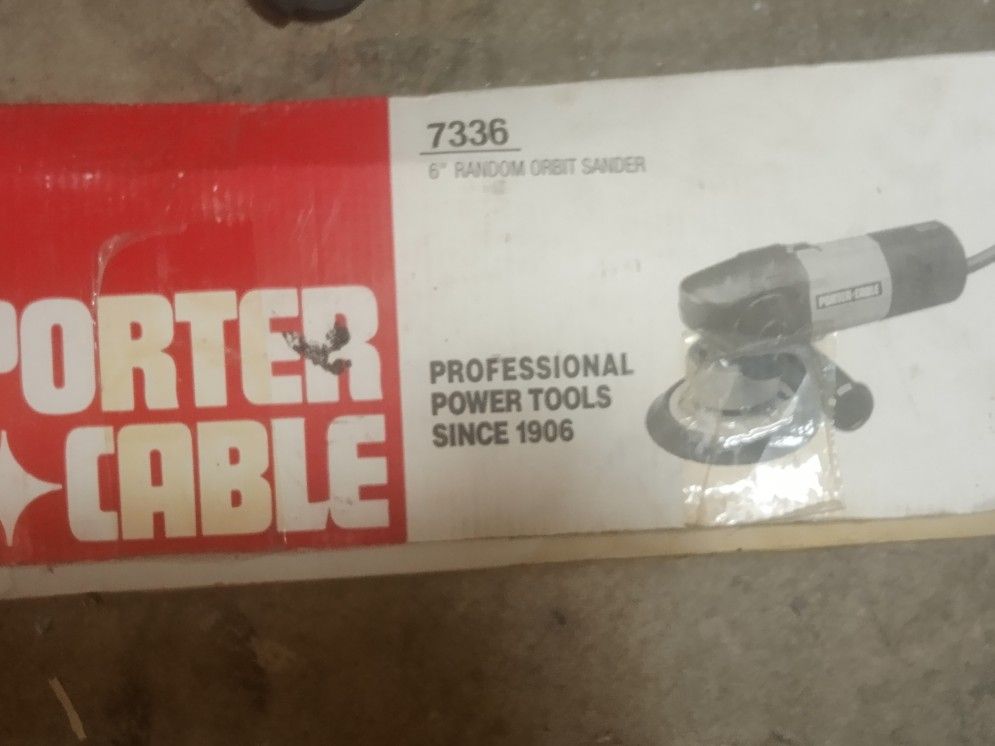 7336
6" RANDOM ORBIT SANDER
PORTER-CABLE
PORTER
CABLE
PROFESSIONAL
POWER TOOLS
SINCE 1906